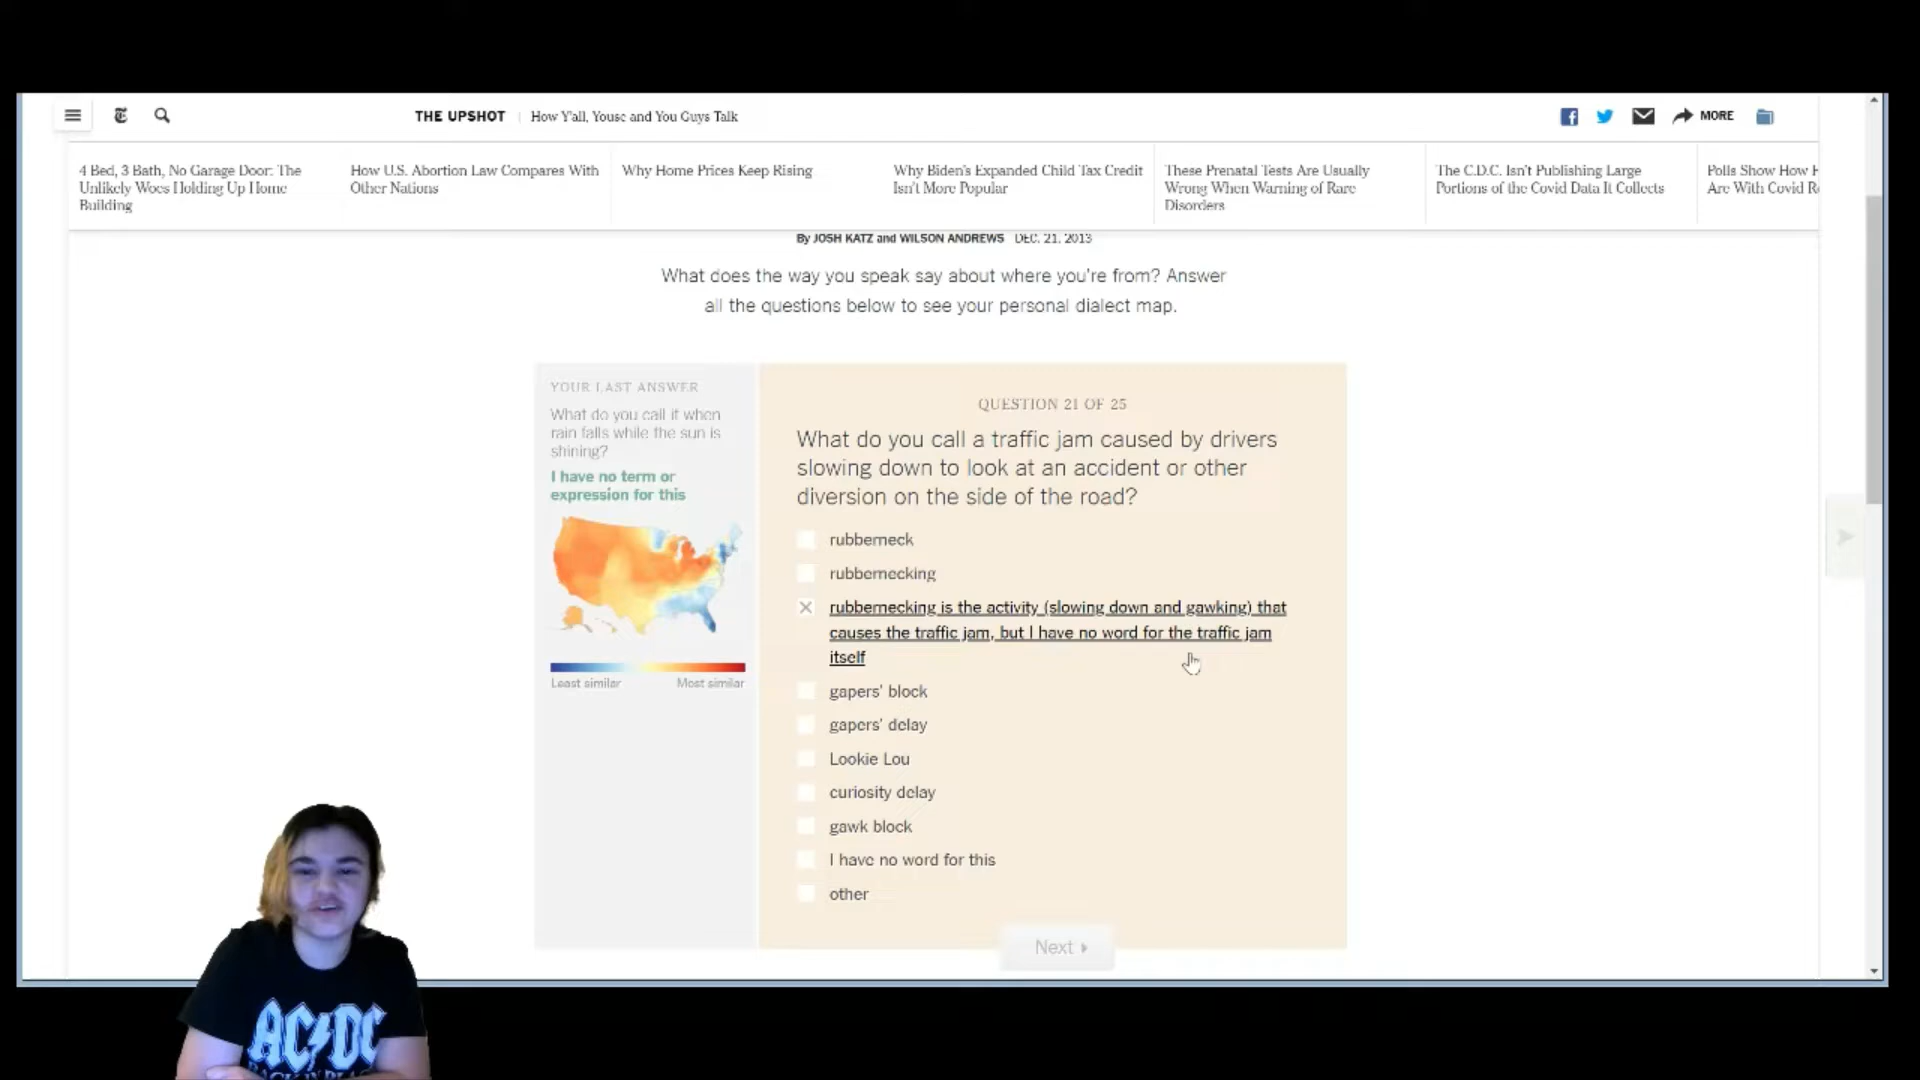 THE UPSHOT | How Y'all, Youse and You Guys Talk
MORE
4 Bed, 3 Bath, No Garage Door: The
Unlikely Woes Holding Up Home
Building
How U.S. Abortion Law Compares With
Other Nations
Why Home Prices Keep Rising
Why Biden's Expanded Child Tax Credit
Isn't More Popular
These Prenatal Tests Are Usually
Wrong When Warning of Rare
Disorders
The C.D.C. Isn't Publishing Large
Portions of the Covid Data It Collects
Polls Show How
Are With Covid
By JOSH KATZ and WILSON ANDREWS DEC. 21, 2013
What does the way you speak say about where you're from? Answer
all the questions below to see your personal dialect map.
YOUR LAST ANSWER
What do you call it when
rain falls while the sun is
shining?
I have no term or
expression for this
Least similar
Most similar
QUESTION 21 OF 25
What do you call a traffic jam caused by drivers
slowing down to look at an accident or other
diversion on the side of the road?
rubberneck
rubbernecking
rubbernecking is the activity (slowing down and gawking) that
causes the traffic jam, but I have no word for the traffic jam
itself
gapers' block
gapers' delay
Lookie Lou
curiosity delay
gawk block
I have no word for this
other
Next
AC/DC
BACK IN BLACK